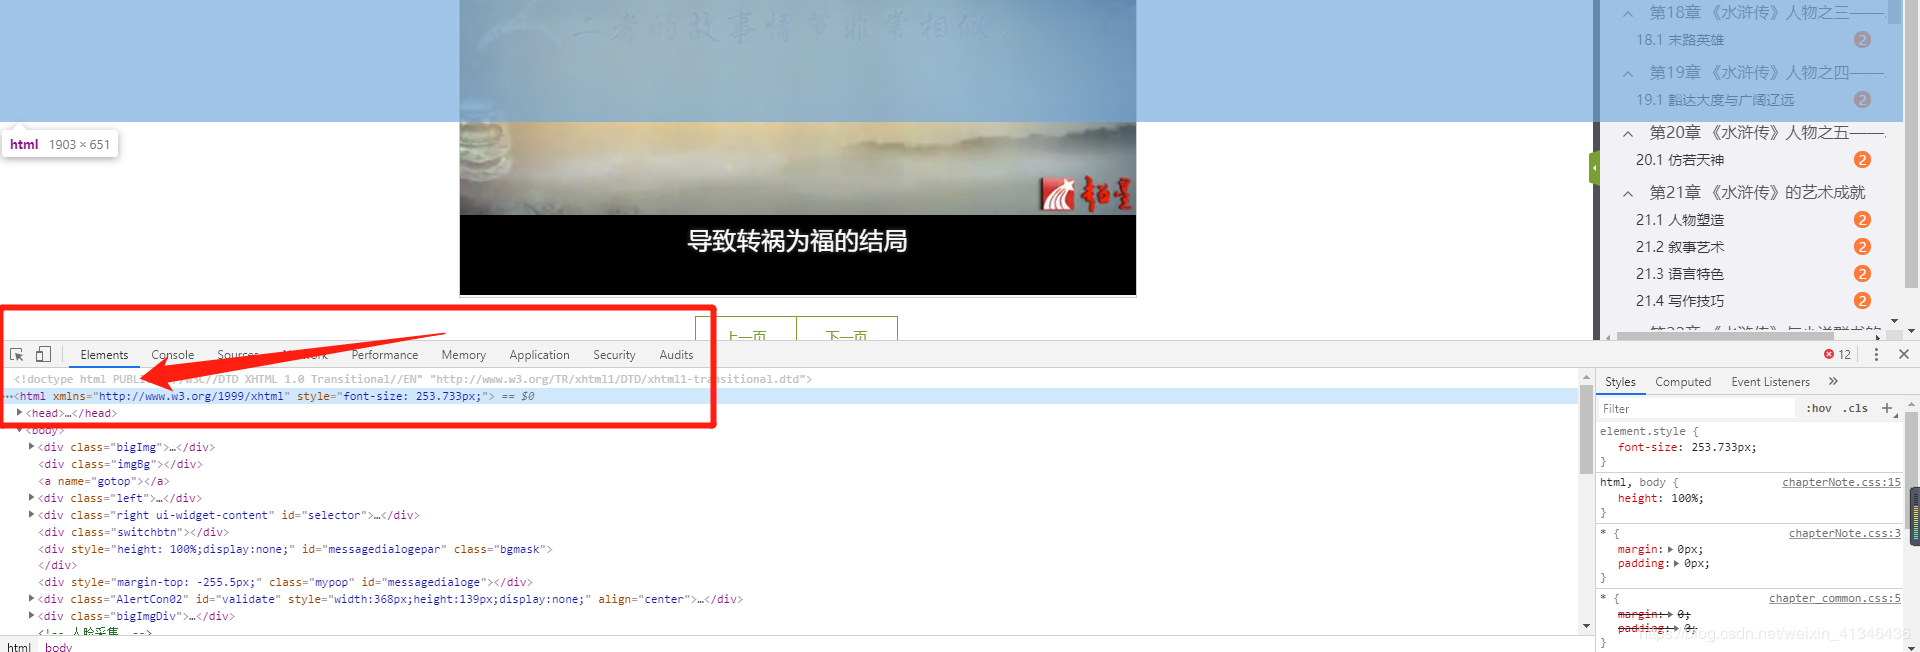 二者的故事情节非常相似
第18章 《水浒传》人物之三——...
18.1 末路英雄
2
第19章 《水浒传》人物之四——...
19.1 豁达大度与广阔辽远
2
html 1903 × 651
第20章 《水浒传》人物之五——...
20.1 仿若天神
2
第21章 《水浒传》的艺术成就
21.1 人物塑造
2
21.2 叙事艺术
2
21.3 语言特色
2
21.4 写作技巧
2
导致转祸为福的结局
上一页 下一页
Elements Console Sources Network Performance Memory Application Security Audits
12
<!doctype html PUBLIC "-//W3C//DTD XHTML 1.0 Transitional//EN" "http://www.w3.org/TR/xhtml1/DTD/xhtml1-transitional.dtd">
…<html xmlns="http://www.w3.org/1999/xhtml" style="font-size: 253.733px;"> == $0
<head>…</head>
<body>
<div class="bigImg">…</div>
<div class="imgBg"></div>
<a name="gotop"></a>
<div class="left">…</div>
<div class="right ui-widget-content" id="selector">…</div>
<div class="switchbtn"></div>
<div style="height: 100%;display:none;" id="messagedialogepar" class="bgmask">
</div>
<div style="margin-top: -255.5px;" class="mypop" id="messagedialoge"></div>
<div class="AlertCon02" id="validate" style="width:368px;height:139px;display:none;" align="center">…</div>
<div class="bigImgDiv">…</div>
<!-- 人脸采集 -->
html body
Styles Computed Event Listeners »
Filter :hov .cls +
element.style {
font-size: 253.733px;
}
html, body { chapterNote.css:15
height: 100%;
}
* { chapterNote.css:3
margin: 0px;
padding: 0px;
}
* { chapter_common.css:5
margin: 0;
padding: 0;
}
https://blog.csdn.net/weixin_41346436